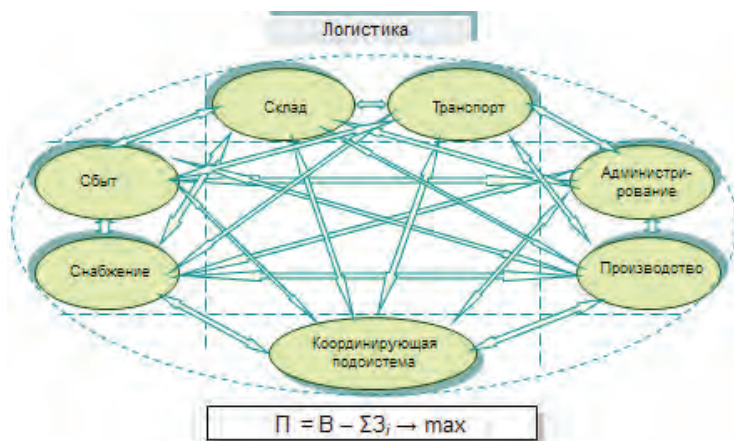 Логистика
Склад
Транспорт
Сбыт
Администри-
рование
Снабжение
Производство
Координирующая
подсистема
П = В – ΣЗᵢ → max